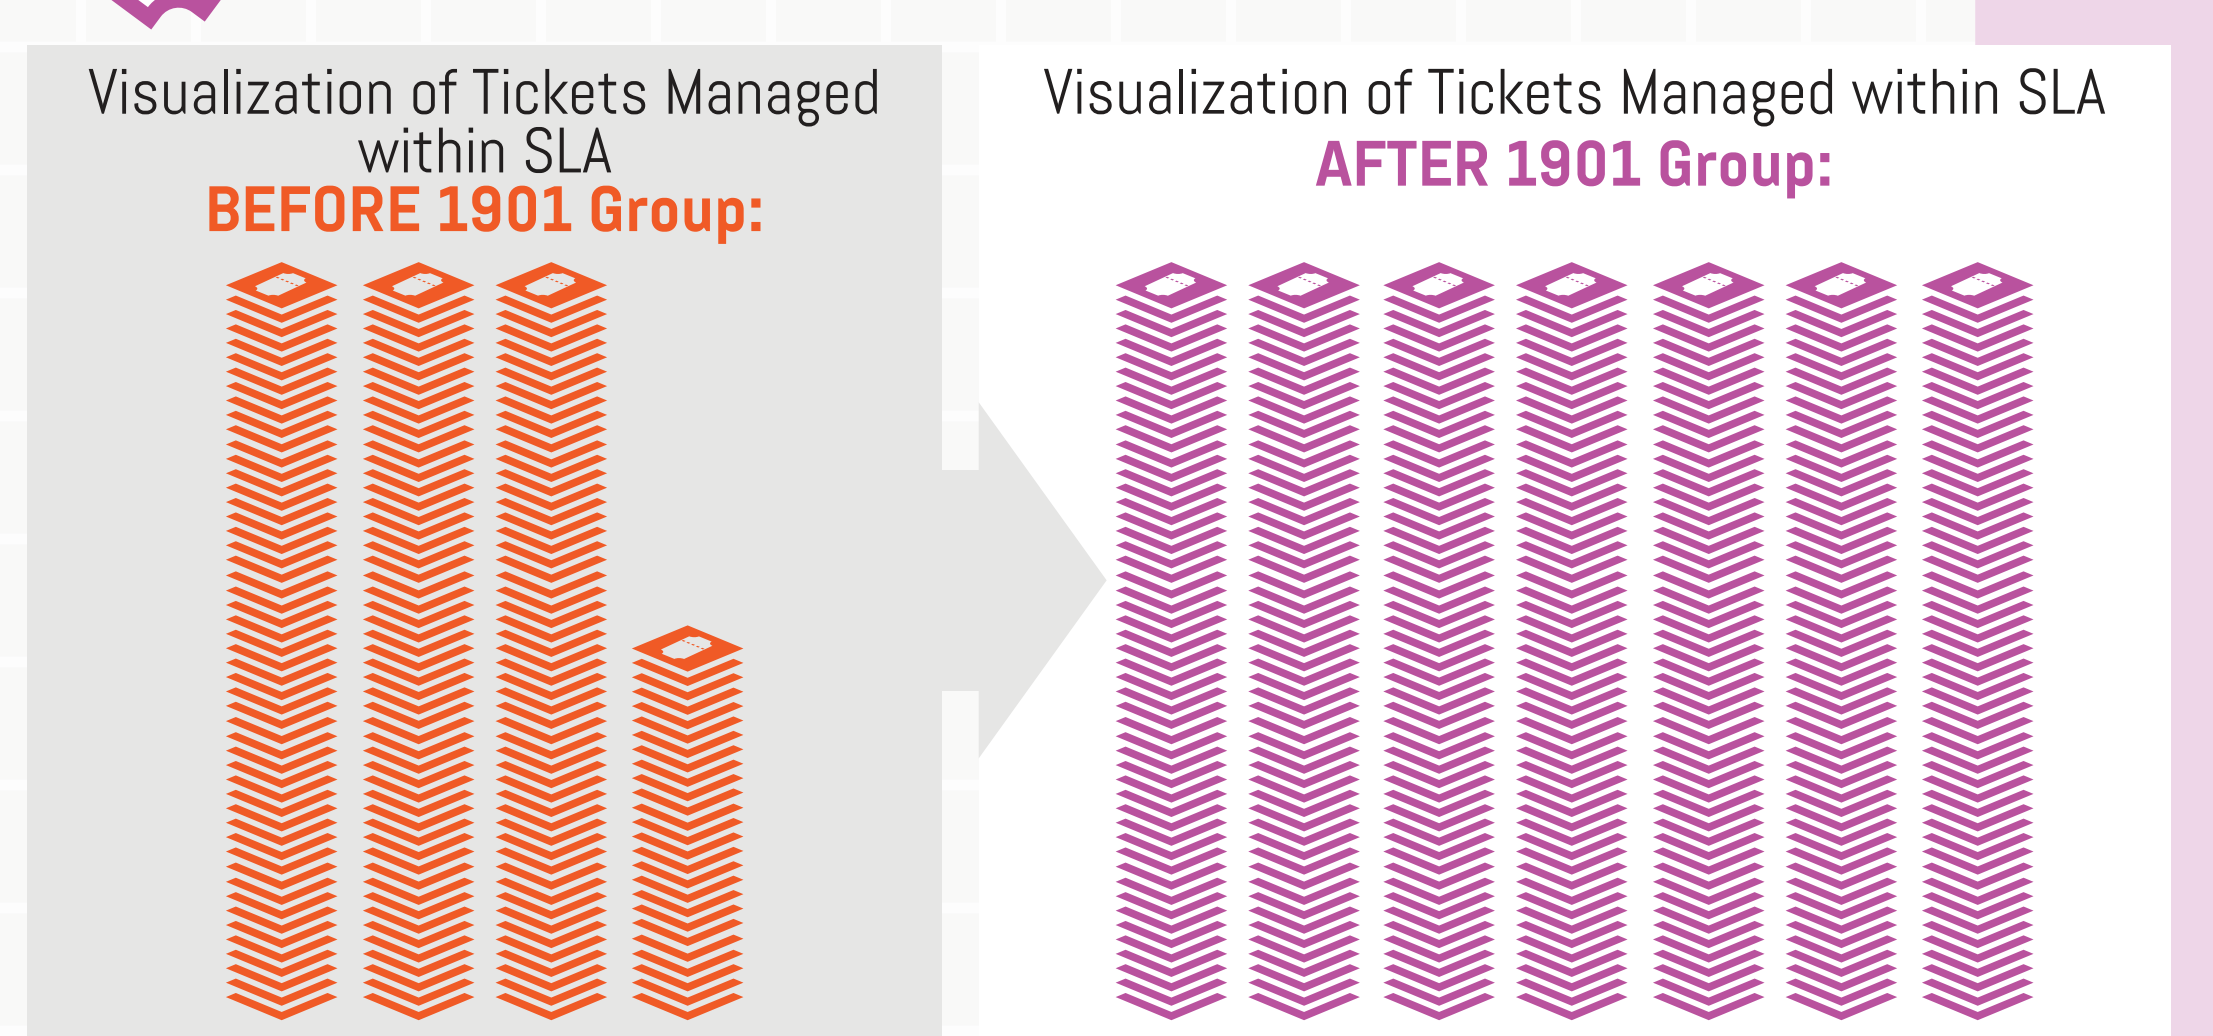 Visualization of Tickets Managed
within SLA
BEFORE 1901 Group:
Visualization of Tickets Managed within SLA
AFTER 1901 Group: